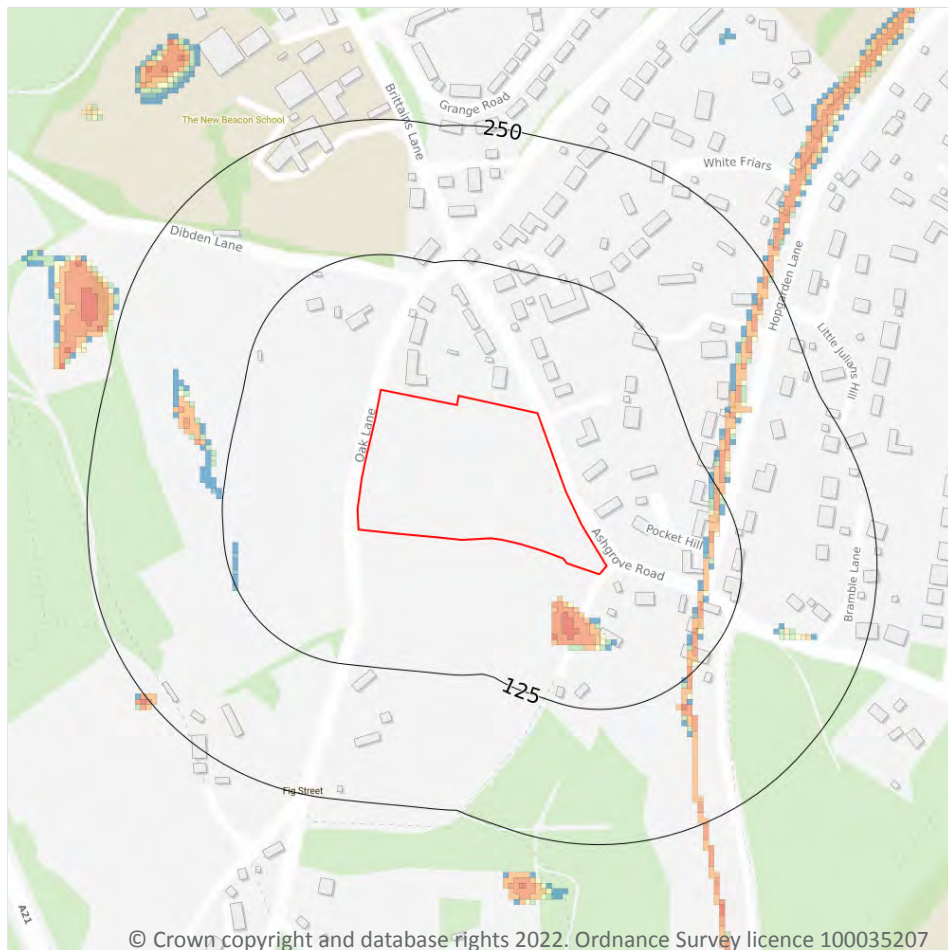 Grange Road
Brittains Lane
The New Beacon School
250
White Friars
Dibden Lane
Hopgarden Lane
Little Julians Hill
Oak Lane
Pocket Hill
Ashgrove Road
Bramble Lane
125
Fig Street
A21
© Crown copyright and database rights 2022. Ordnance Survey licence 100035207